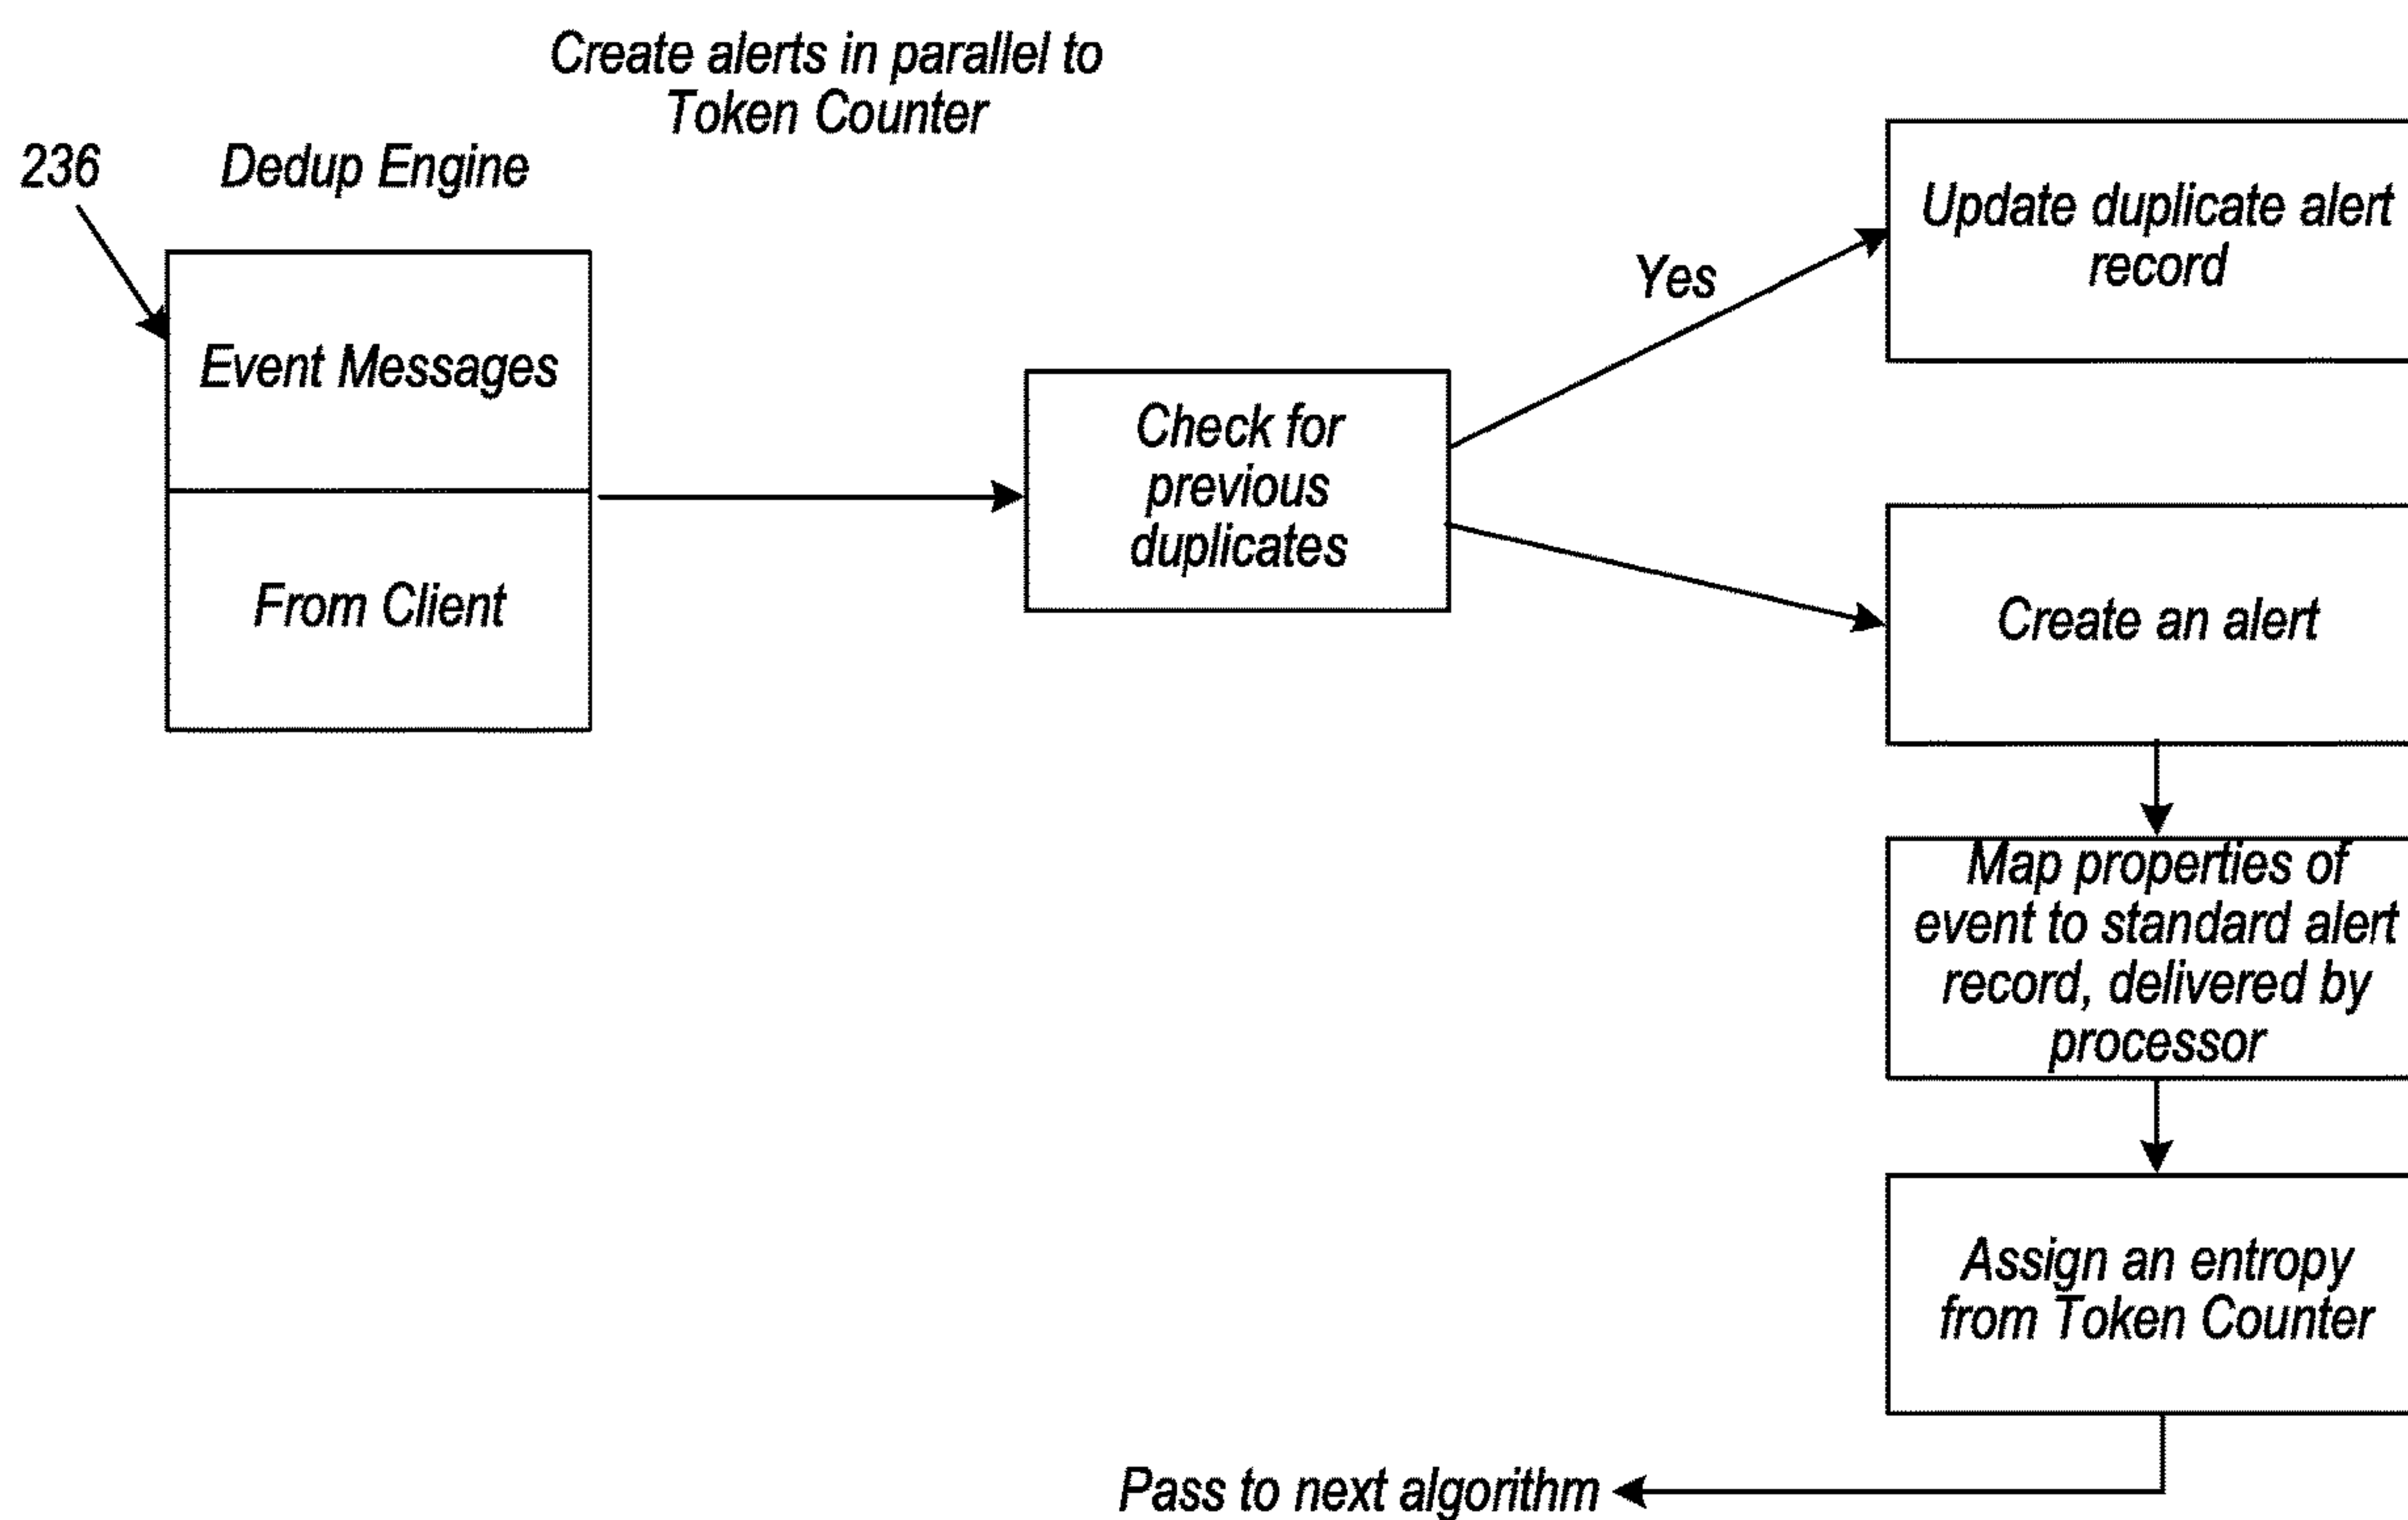 Create alerts in parallel to
Token Counter
236
Dedup Engine
Event Messages
From Client
Check for
previous
duplicates
Yes
Update duplicate alert
record
Create an alert
Map properties of
event to standard alert
record, delivered by
processor
Assign an entropy
from Token Counter
Pass to next algorithm